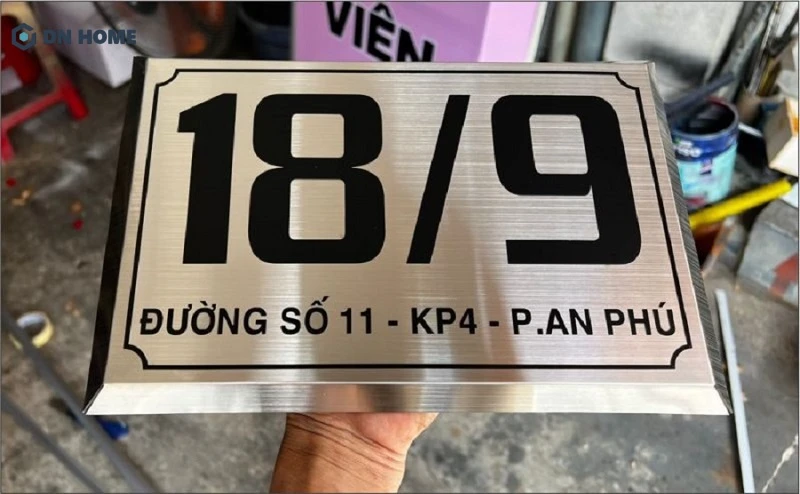 DN HOME
VIÊN
18/9
ĐƯỜNG SỐ 11 - KP4 - P.AN PHÚ